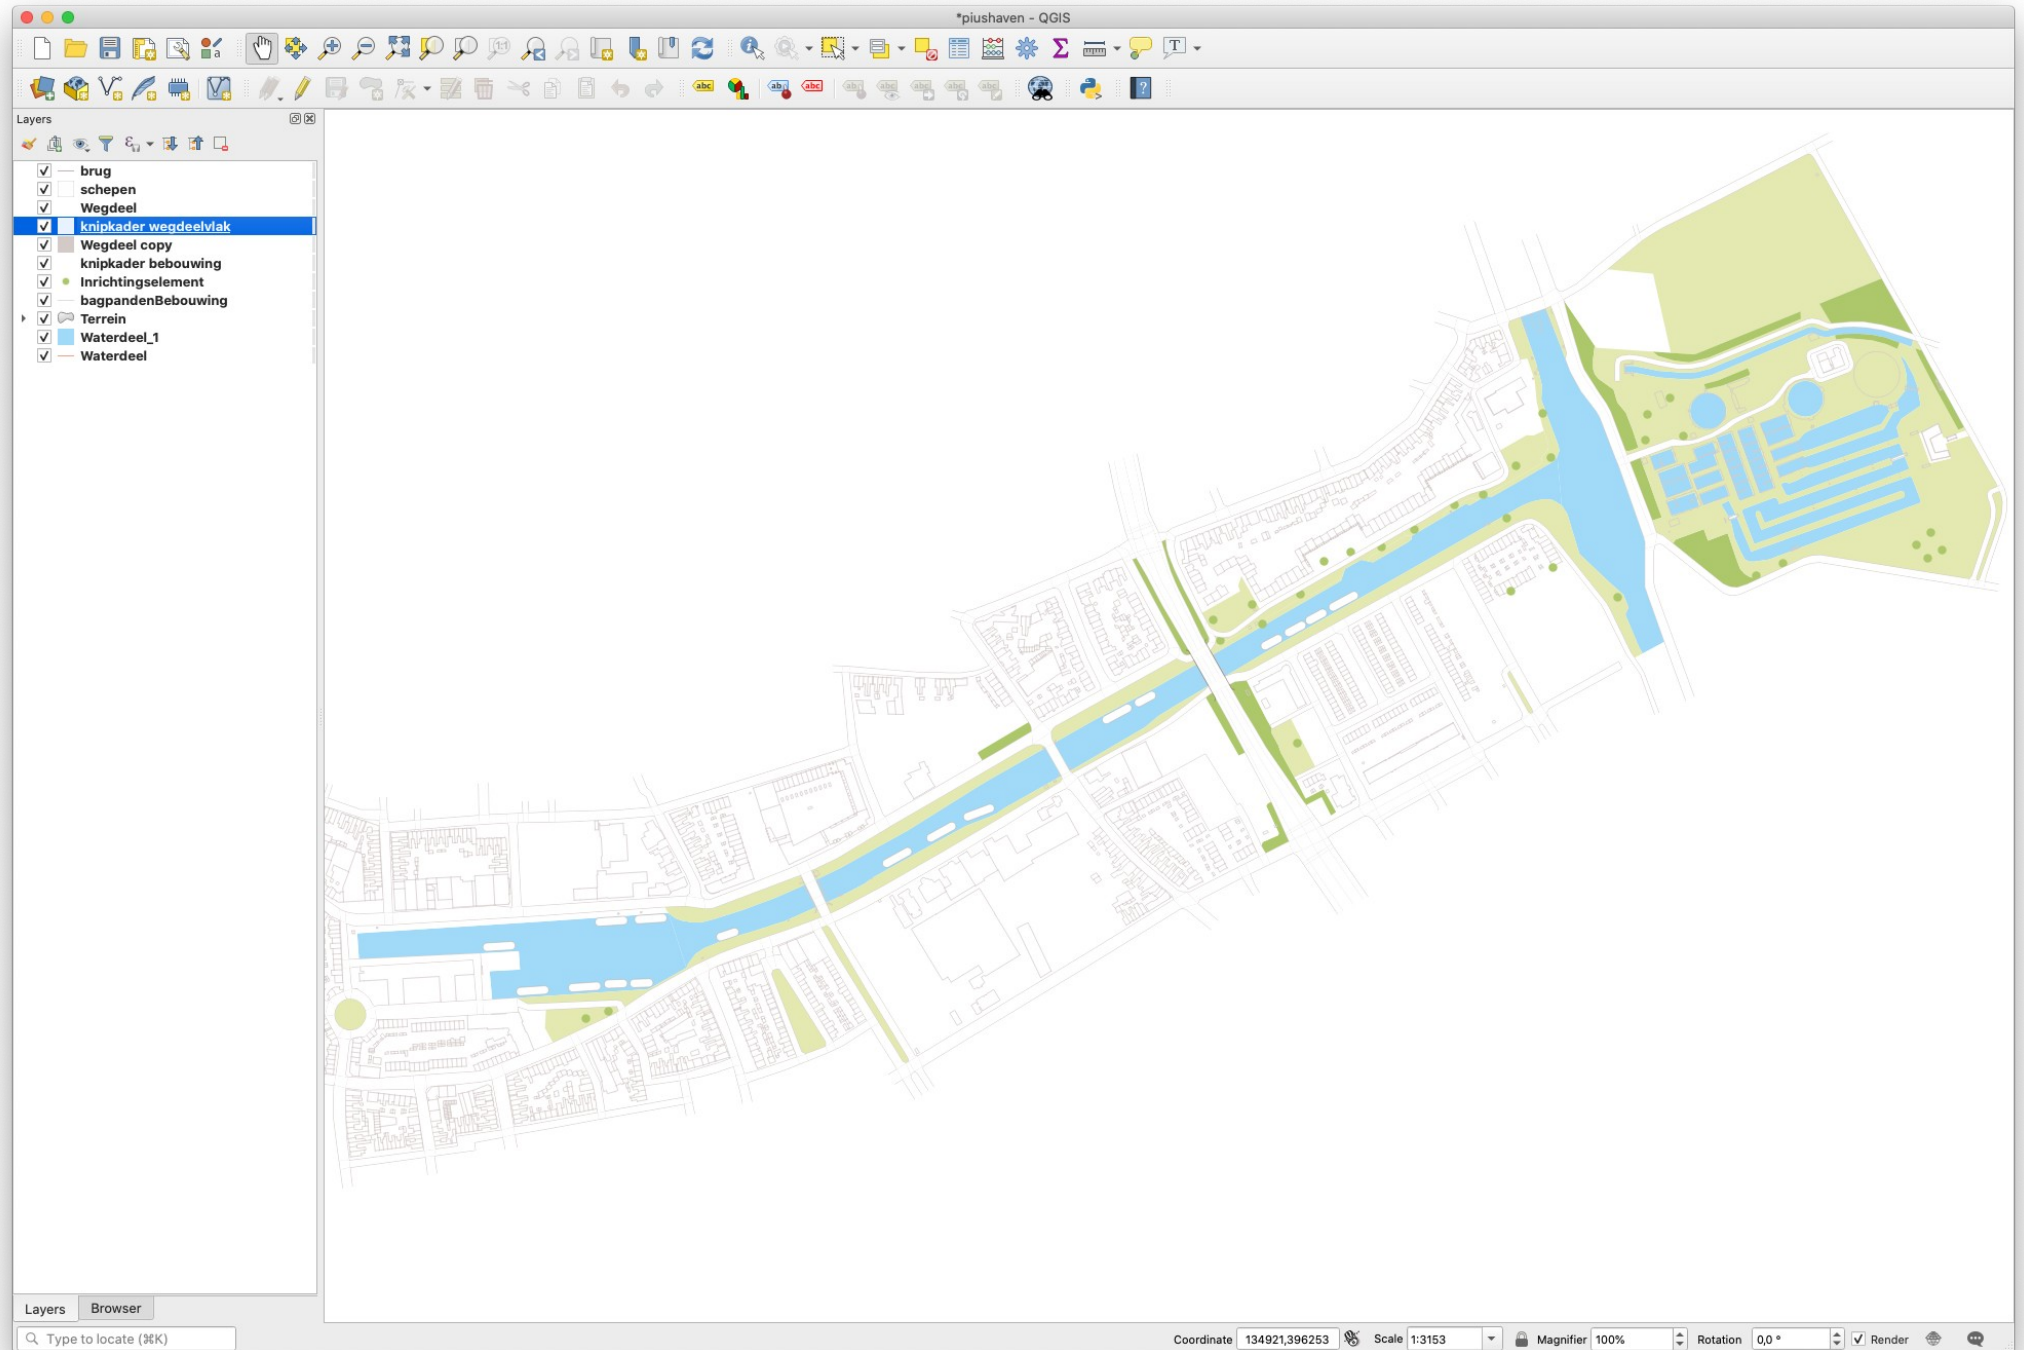 *piushaven - QGIS
Layers
brug
schepen
Wegdeel
knipkader wegdeelvlak
Wegdeel copy
knipkader bebouwing
Inrichtingselement
bagpandenBebouwing
Terrein
Waterdeel_1
Waterdeel
Layers Browser
Type to locate (⌘K)
Coordinate 134921,396253 Scale 1:3153 Magnifier 100% Rotation 0,0 ° Render